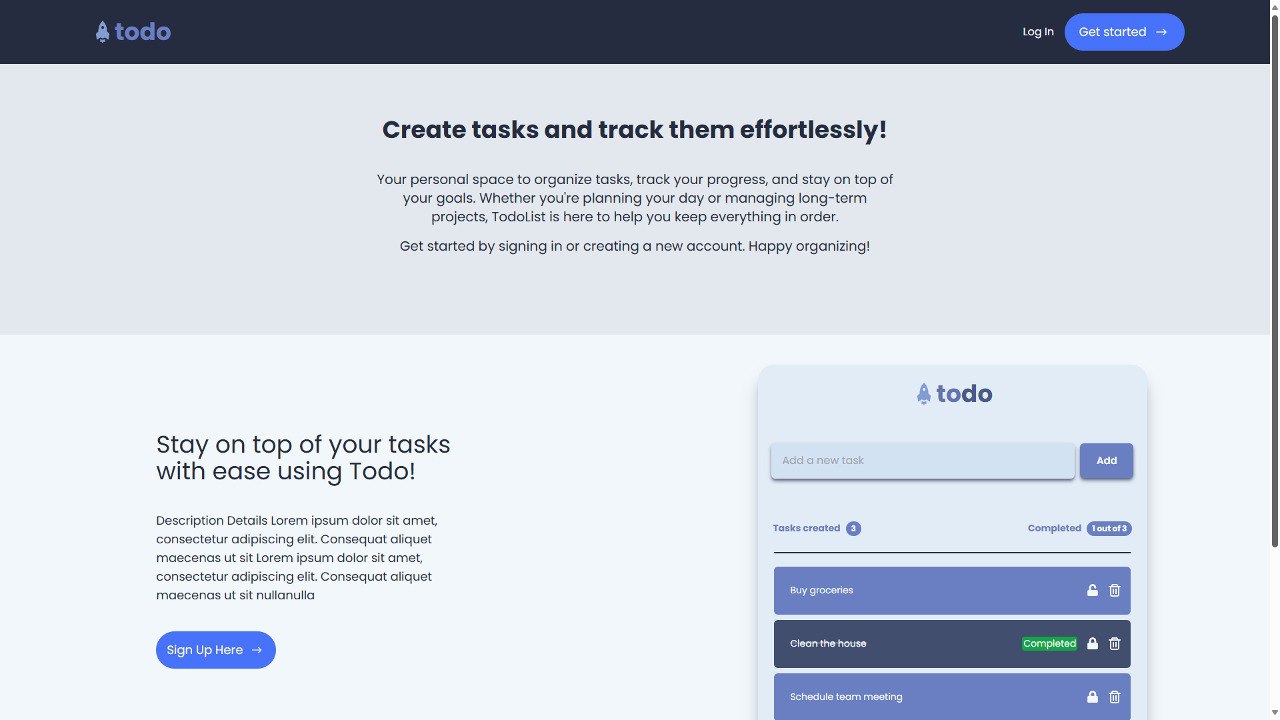 todo
Log In
Get started
Create tasks and track them effortlessly!
Your personal space to organize tasks, track your progress, and stay on top of
your goals. Whether you're planning your day or managing long-term
projects, TodoList is here to help you keep everything in order.
Get started by signing in or creating a new account. Happy organizing!
Stay on top of your tasks
with ease using Todo!
Description Details Lorem ipsum dolor sit amet,
consectetur adipiscing elit. Consequat aliquet
maecenas ut sit Lorem ipsum dolor sit amet,
consectetur adipiscing elit. Consequat aliquet
maecenas ut sit nullanulla
Sign Up Here
todo
Add a new task
Add
Tasks created 3
Completed 1 out of 3
Buy groceries
Clean the house
Completed
Schedule team meeting